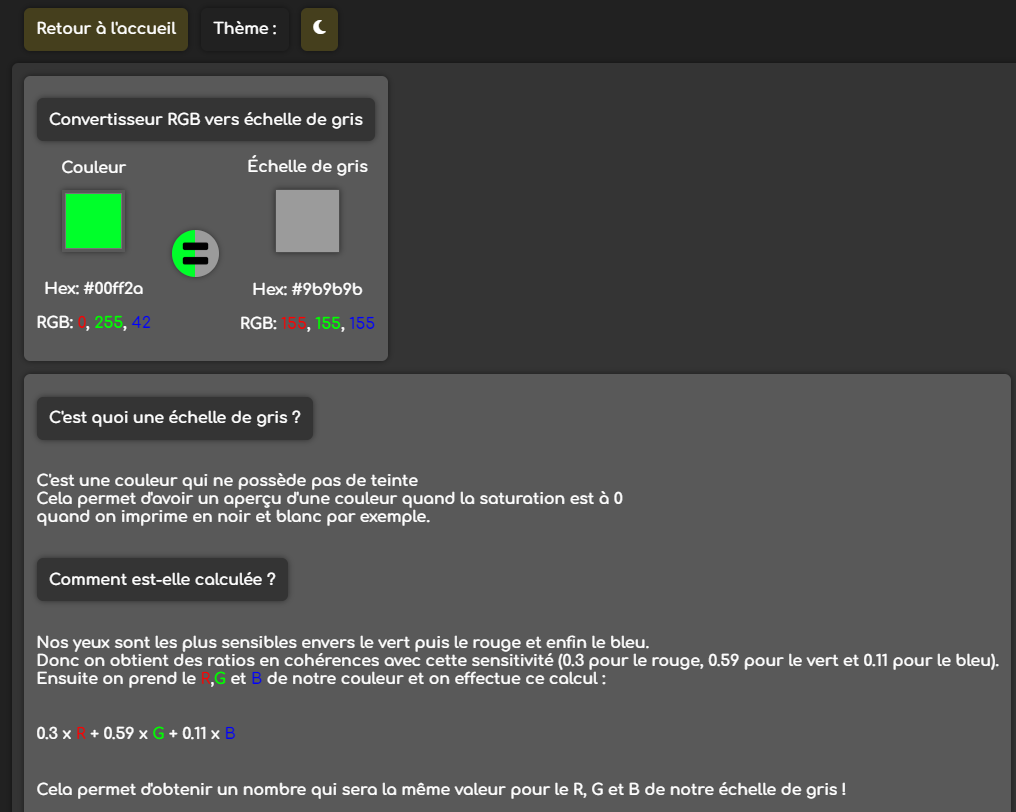 Retour à l'accueil Thème :
Convertisseur RGB vers échelle de gris
Couleur Échelle de gris
Hex: #00ff2a Hex: #9b9b9b
RGB: 0, 255, 42 RGB: 155, 155, 155
C'est quoi une échelle de gris ?
C'est une couleur qui ne possède pas de teinte
Cela permet d'avoir un aperçu d'une couleur quand la saturation est à 0
quand on imprime en noir et blanc par exemple.
Comment est-elle calculée ?
Nos yeux sont les plus sensibles envers le vert puis le rouge et enfin le bleu.
Donc on obtient des ratios en cohérences avec cette sensitivité (0.3 pour le rouge, 0.59 pour le vert et 0.11 pour le bleu).
Ensuite on prend le R,G et B de notre couleur et on effectue ce calcul :
0.3 x R + 0.59 x G + 0.11 x B
Cela permet d'obtenir un nombre qui sera la même valeur pour le R, G et B de notre échelle de gris !